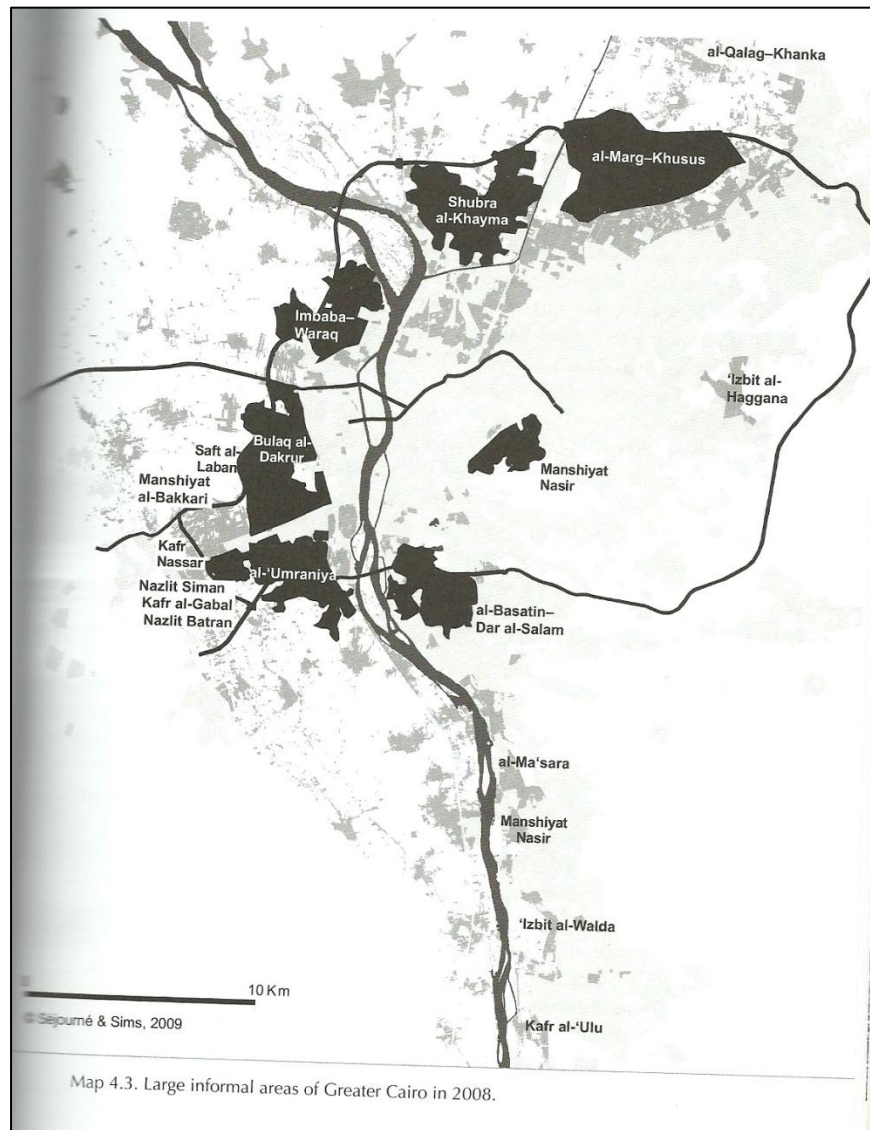 al-Qalag–Khanka
al-Marg–Khusus
Shubra
al-Khayma
Imbaba–
Waraq
‘Izbit al-
Haggana
Bulaq al-
Dakrur
Saft al-
Laban
Manshiyat
al-Bakkari
Manshiyat
Nasir
Kafr
Nassar
al-‘Umraniya
Nazlit Siman
Kafr al-Gabal
Nazlit Batran
al-Basatin–
Dar al-Salam
al-Ma‘sara
Manshiyat
Nasir
‘Izbit al-Walda
Kafr al-‘Ulu
10 Km
© Sejourné & Sims, 2009
Map 4.3. Large informal areas of Greater Cairo in 2008.